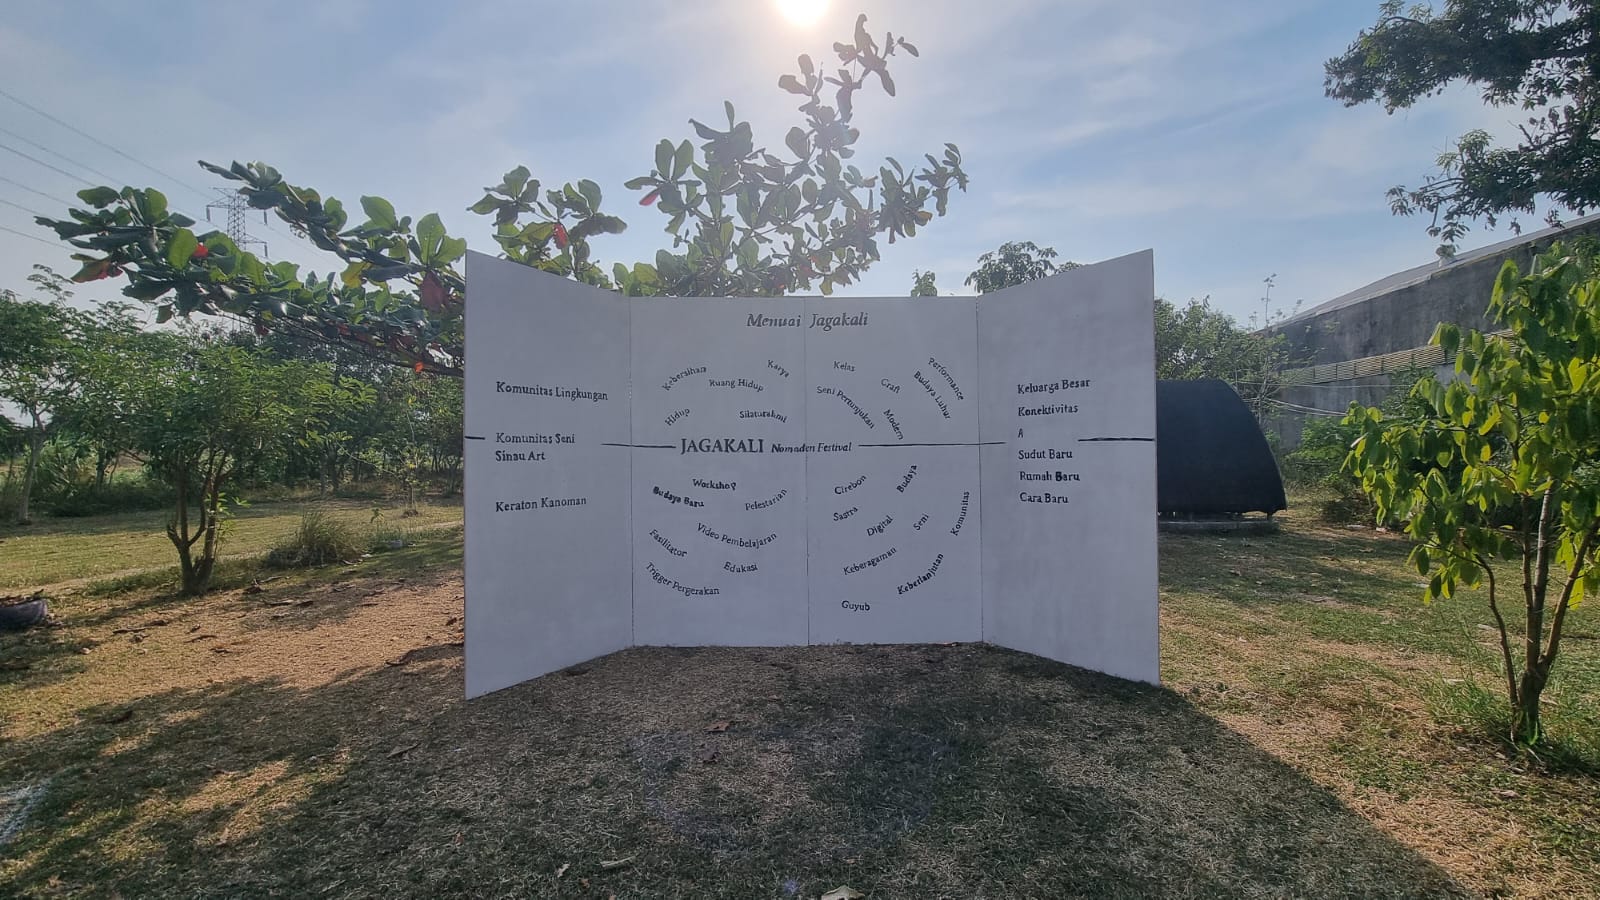 Menuai Jagakali
Komunitas Lingkungan
Komunitas Seni
Sinau Art
Keraton Kanoman
Kebersihan
Karya
Ruang Hidup
Hidup
Silaturahmi
Kelas
Craft
Performance
Budaya Luhur
Seni Pertunjukan
Modern
JAGAKALI Nomaden Festival
Workshop
Budaya Baru
Pelestarian
Video Pembelajaran
Fasilitator
Edukasi
Trigger Pergerakan
Cirebon
Budaya
Sastra
Digital
Seni
Komunitas
Keberagaman
Keberlanjutan
Guyub
Keluarga Besar
Konektivitas
A
Sudut Baru
Rumah Baru
Cara Baru